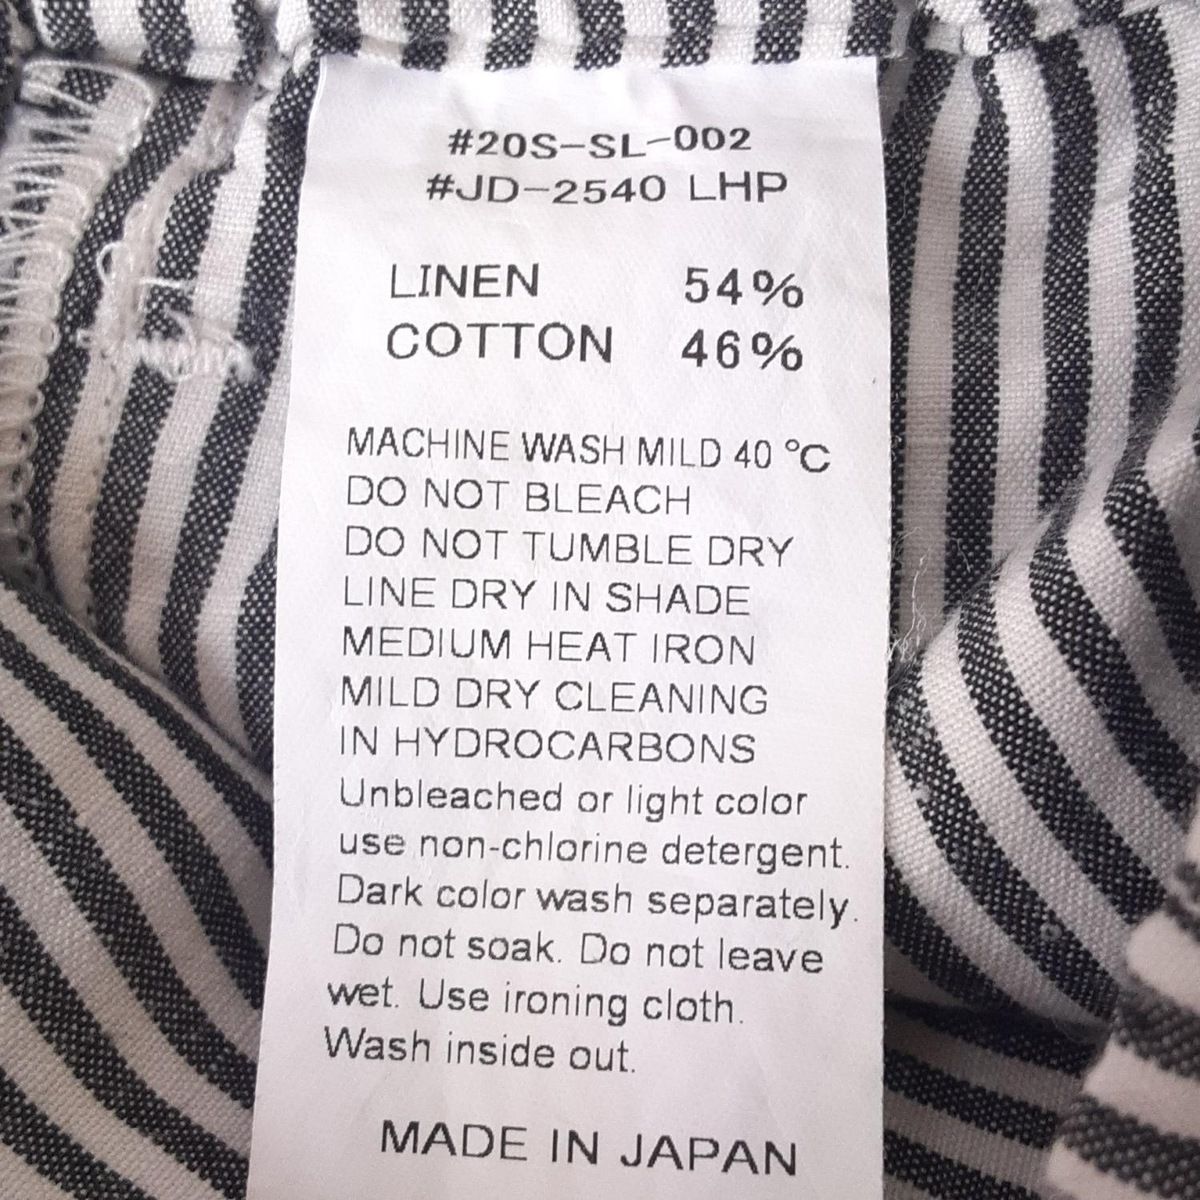 #20S-SL-002
#JD-2540 LHP
LINEN 54%
COTTON 46%
MACHINE WASH MILD 40 °C
DO NOT BLEACH
DO NOT TUMBLE DRY
LINE DRY IN SHADE
MEDIUM HEAT IRON
MILD DRY CLEANING
IN HYDROCARBONS
Unbleached or light color
use non-chlorine detergent.
Dark color wash separately.
Do not soak. Do not leave
wet. Use ironing cloth.
Wash inside out.
MADE IN JAPAN